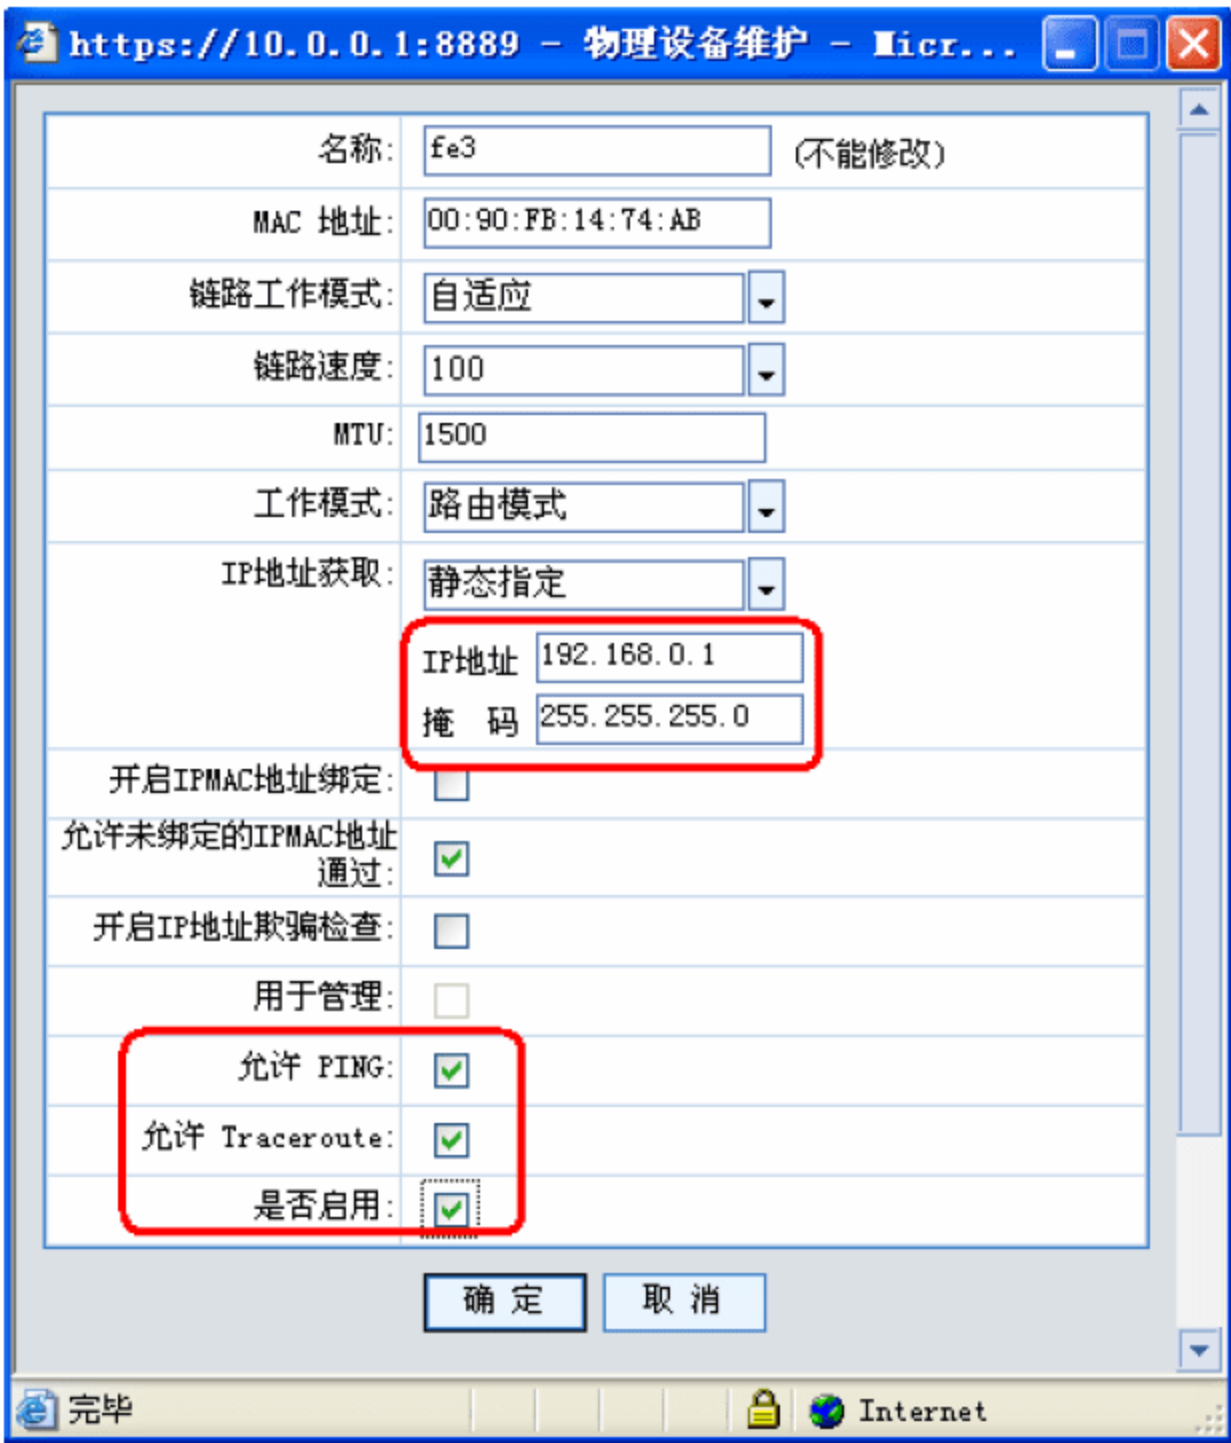 https://10.0.0.1:8889 - 物理设备维护 - Micr...
名称: fe3 (不能修改)
MAC 地址: 00:90:FB:14:74:AB
链路工作模式: 自适应
链路速度: 100
MTU: 1500
工作模式: 路由模式
IP地址获取: 静态指定
IP地址 192.168.0.1
掩 码 255.255.255.0
开启IPMAC地址绑定:
允许未绑定的IPMAC地址
通过:
开启IP地址欺骗检查:
用于管理:
允许 PING:
允许 Traceroute:
是否启用:
确 定 取 消
完毕 Internet